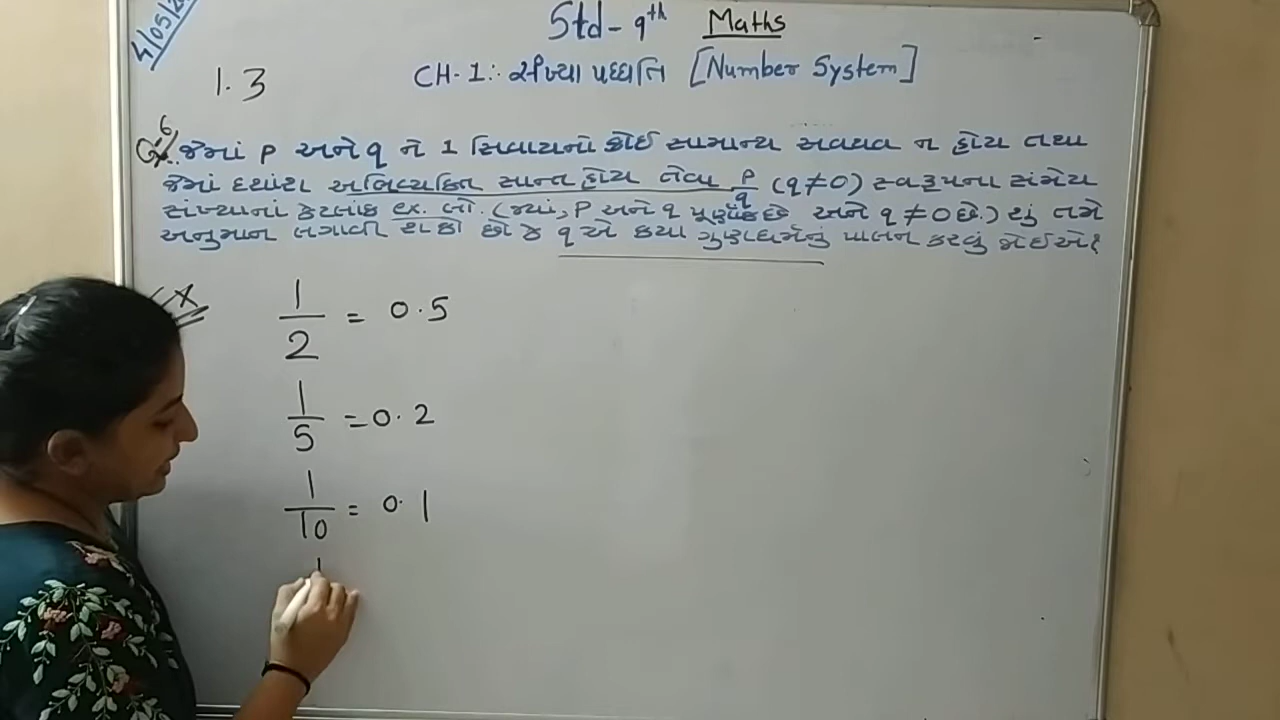 4/05/2
Std - 9th Maths
1.3 CH-1:- સંખ્યા પદ્ધતિ [Number System]
Q-6 જેમાં p અને q ને 1 સિવાયનો કોઈ સામાન્ય અવયવ ન હોય તથા
જેમાં દશાંશ અભિવ્યક્તિ સાન્ત હોય તેવા p/q (q≠0) સ્વરૂપના સંમેય
સંખ્યાનાં કેટલાંક ex. લો. (જ્યાં, p અને q પૂર્ણાંક છે અને q ≠ 0 છે.) શું તમે
અનુમાન લગાવી શકો છો કે q એ કયા ગુણધર્મનું પાલન કરવું જોઈએ?
1/2 = 0.5
1/5 = 0.2
1/10 = 0.1